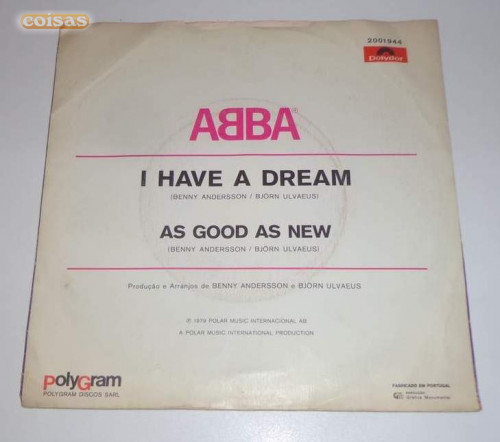 coisas
2001944
Polydor
ABBA®
I HAVE A DREAM
(BENNY ANDERSSON / BJÖRN ULVAEUS)
AS GOOD AS NEW
(BENNY ANDERSSON / BJÖRN ULVAEUS)
Produção e Arranjos de BENNY ANDERSSON e BJÖRN ULVAEUS
℗ 1979 POLAR MUSIC INTERNACIONAL AB
A POLAR MUSIC INTERNATIONAL PRODUCTION
polyGram
POLYGRAM DISCOS SARL
FABRICADO EM PORTUGAL
Gráfica Monumental